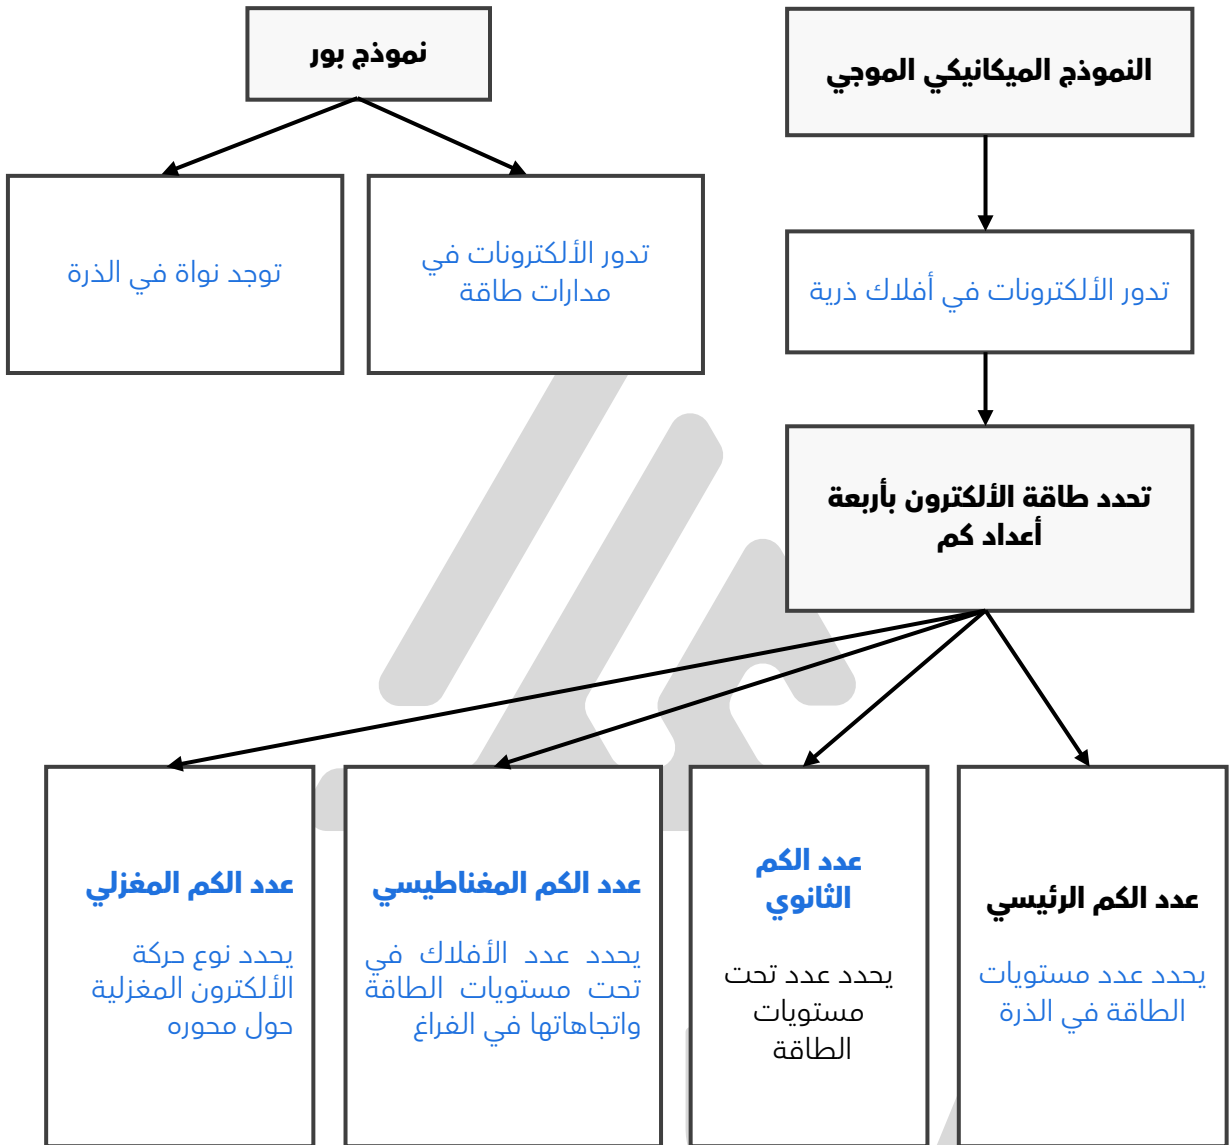 النموذج الميكانيكي الموجي
نموذج بور
تدور الألكترونات في أفلاك ذرية
تدور الألكترونات في
مدارات طاقة
توجد نواة في الذرة
تحدد طاقة الألكترون بأربعة
أعداد كم
عدد الكم الرئيسي
يحدد عدد مستويات
الطاقة في الذرة
عدد الكم
الثانوي
يحدد عدد تحت
مستويات
الطاقة
عدد الكم المغناطيسي
يحدد عدد الأفلاك في
تحت مستويات الطاقة
واتجاهاتها في الفراغ
عدد الكم المغزلي
يحدد نوع حركة
الألكترون المغزلية
حول محوره